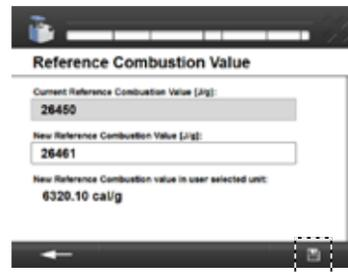 Reference Combustion Value
Current Reference Combustion Value [J/g]:
26450
New Reference Combustion Value [J/g]:
26461
New Reference Combustion value in user selected unit:
6320.10 cal/g